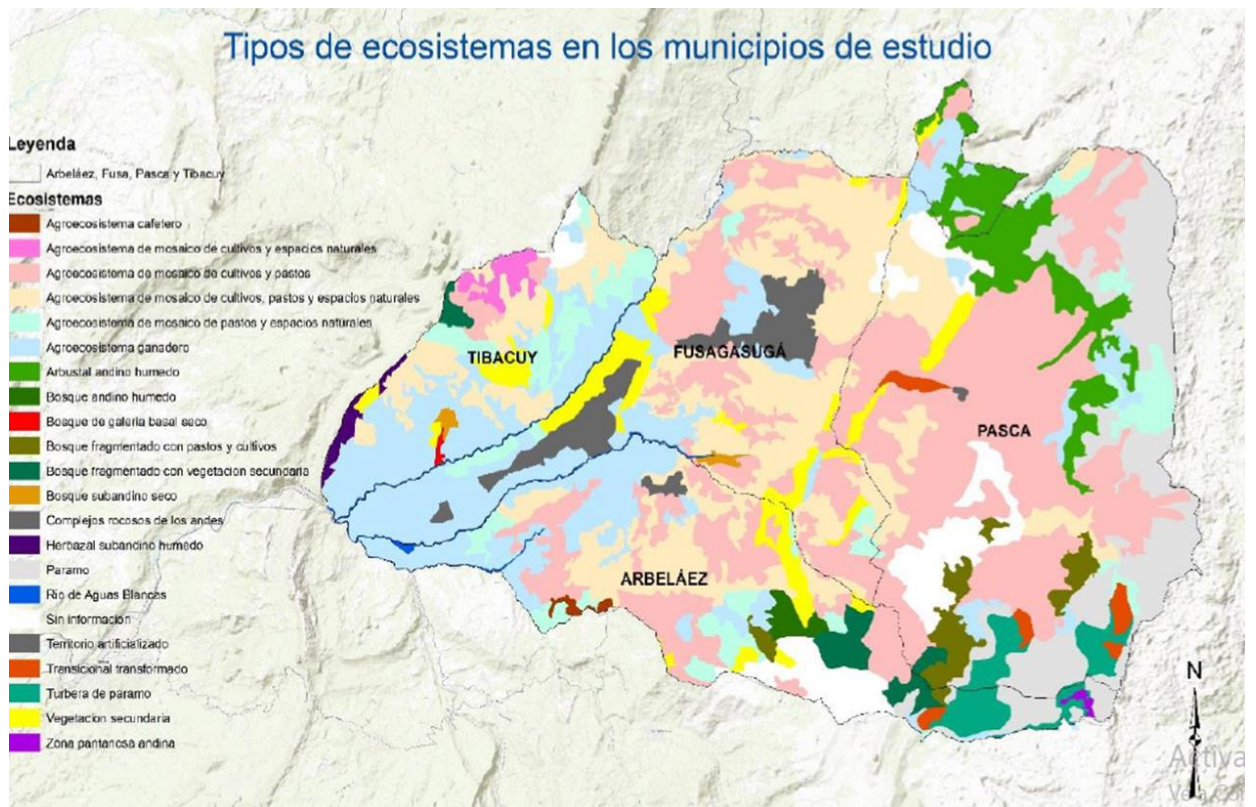 Tipos de ecosistemas en los municipios de estudio
Leyenda
Arbeláez, Fusa, Pasca y Tibacuy
Ecosistemas
Agroecosistema cafetero
Agroecosistema de mosaico de cultivos y espacios naturales
Agroecosistema de mosaico de cultivos y pastos
Agroecosistema de mosaico de cultivos, pastos y espacios naturales
Agroecosistema de mosaico de pastos y espacios naturales
Agroecosistema ganadero
Arbustal andino humedo
Bosque andino humedo
Bosque de galeria basal seco
Bosque fragmentado con pastos y cultivos
Bosque fragmentado con vegetacion secundaria
Bosque subandino seco
Complejos rocosos de los andes
Herbazal subandino humedo
Paramo
Rio de Aguas Blancas
Sin información
Territorio artificializado
Transicional transformado
Turbera de paramo
Vegetacion secundaria
Zona pantanosa andina
TIBACUY
FUSAGASUGÁ
PASCA
ARBELÁEZ
N
Activa